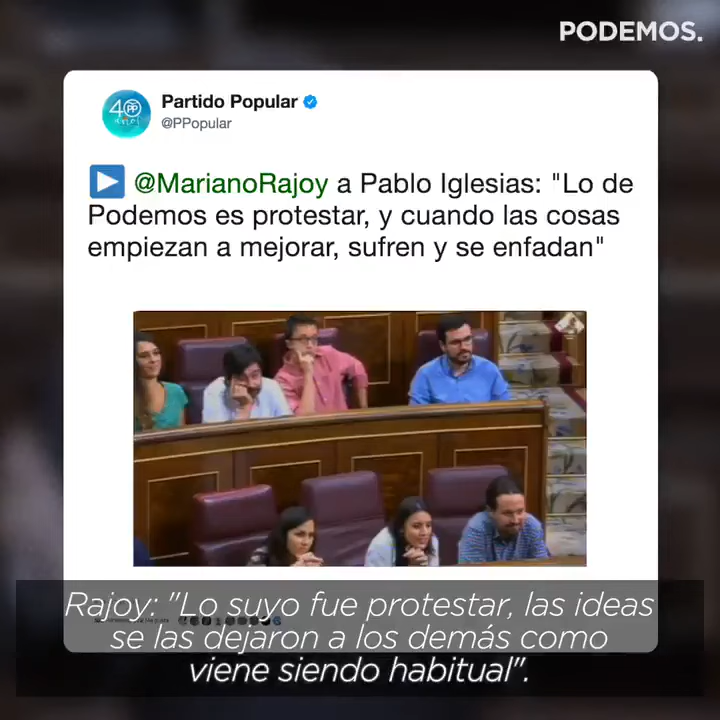 PODEMOS.
40 PP
Partido Popular
@PPopular
@MarianoRajoy a Pablo Iglesias: "Lo de
Podemos es protestar, y cuando las cosas
empiezan a mejorar, sufren y se enfadan"
Rajoy: "Lo suyo fue protestar, las ideas
se las dejaron a los demás como
viene siendo habitual".